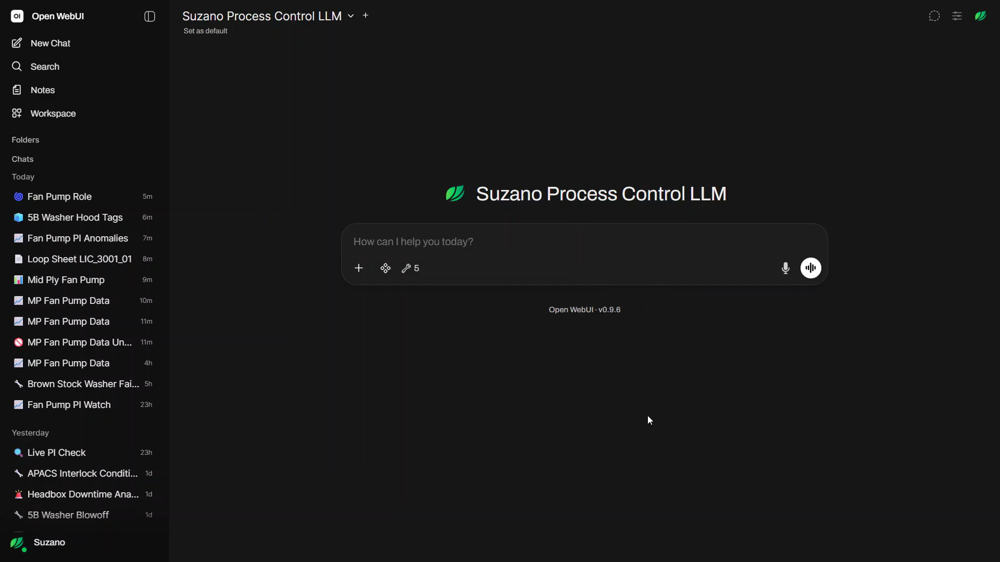 OI Open WebUI
New Chat
Search
Notes
Workspace
Folders
Chats
Today
Fan Pump Role 5m
5B Washer Hood Tags 6m
Fan Pump PI Anomalies 7m
Loop Sheet LIC_3001_01 8m
Mid Ply Fan Pump 9m
MP Fan Pump Data 10m
MP Fan Pump Data 11m
MP Fan Pump Data Un... 11m
MP Fan Pump Data 4h
Brown Stock Washer Fai... 5h
Fan Pump PI Watch 23h
Yesterday
Live PI Check 23h
APACS Interlock Conditi... 1d
Headbox Downtime Ana... 1d
5B Washer Blowoff 1d
Suzano
Suzano Process Control LLM
Set as default
Suzano Process Control LLM
How can I help you today?
5
Open WebUI · v0.9.6